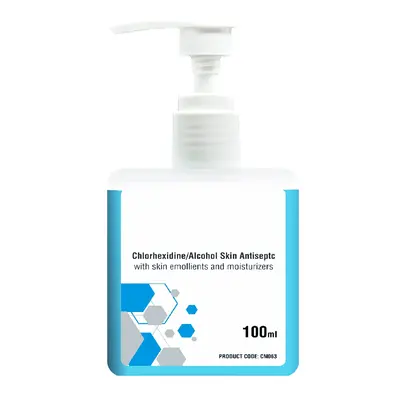 Chlorhexidine/Alcohol Skin Antiseptc
with skin emollients and moisturizers
100ml
PRODUCT CODE: CN063